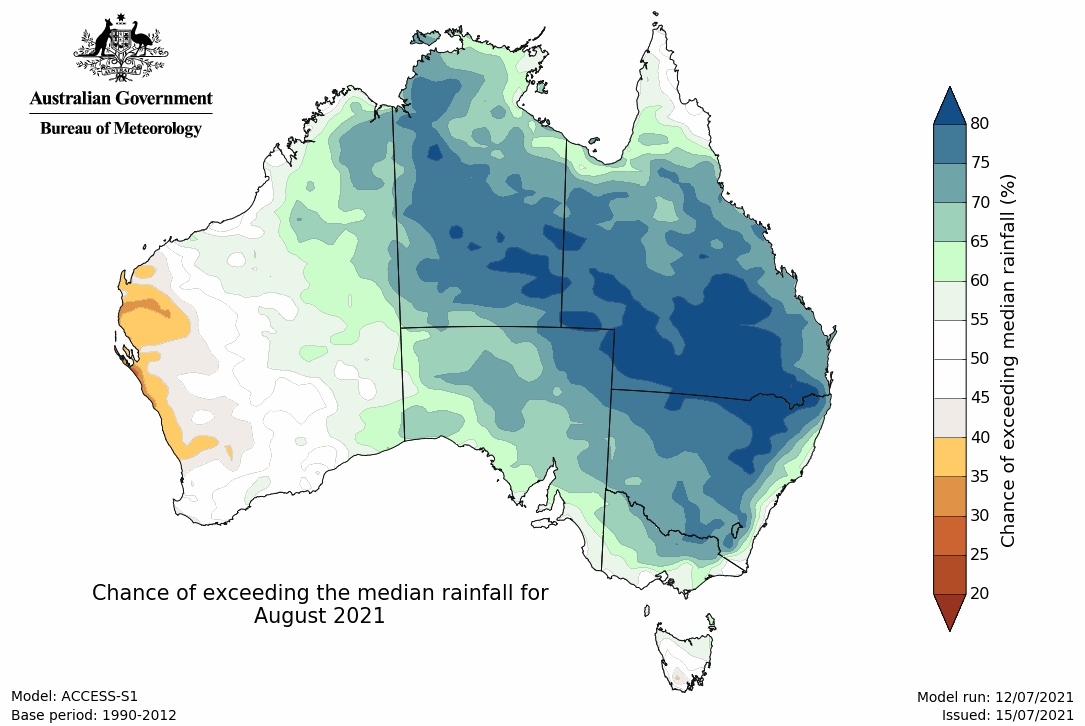 Australian Government
Bureau of Meteorology
80
75
70
65
60
55
50
45
40
35
30
25
20
Chance of exceeding median rainfall (%)
Chance of exceeding the median rainfall for
August 2021
Model: ACCESS-S1
Base period: 1990-2012
Model run: 12/07/2021
Issued: 15/07/2021